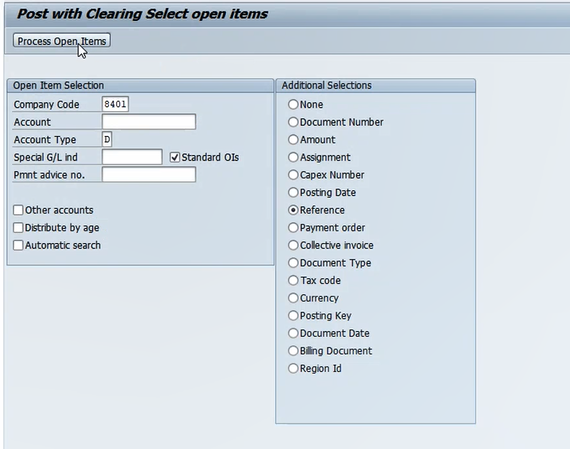 Post with Clearing Select open items
Process Open Items
Open Item Selection
Company Code 8401
Account
Account Type D
Special G/L ind Standard OIs
Pmnt advice no.
Other accounts
Distribute by age
Automatic search
Additional Selections
None
Document Number
Amount
Assignment
Capex Number
Posting Date
Reference
Payment order
Collective invoice
Document Type
Tax code
Currency
Posting Key
Document Date
Billing Document
Region Id